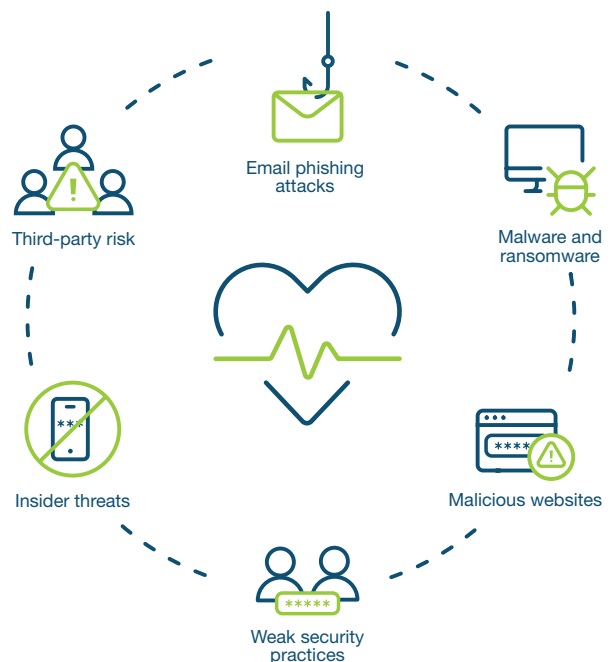 Email phishing
attacks
Malware and
ransomware
Malicious websites
Weak security
practices
Insider threats
Third-party risk